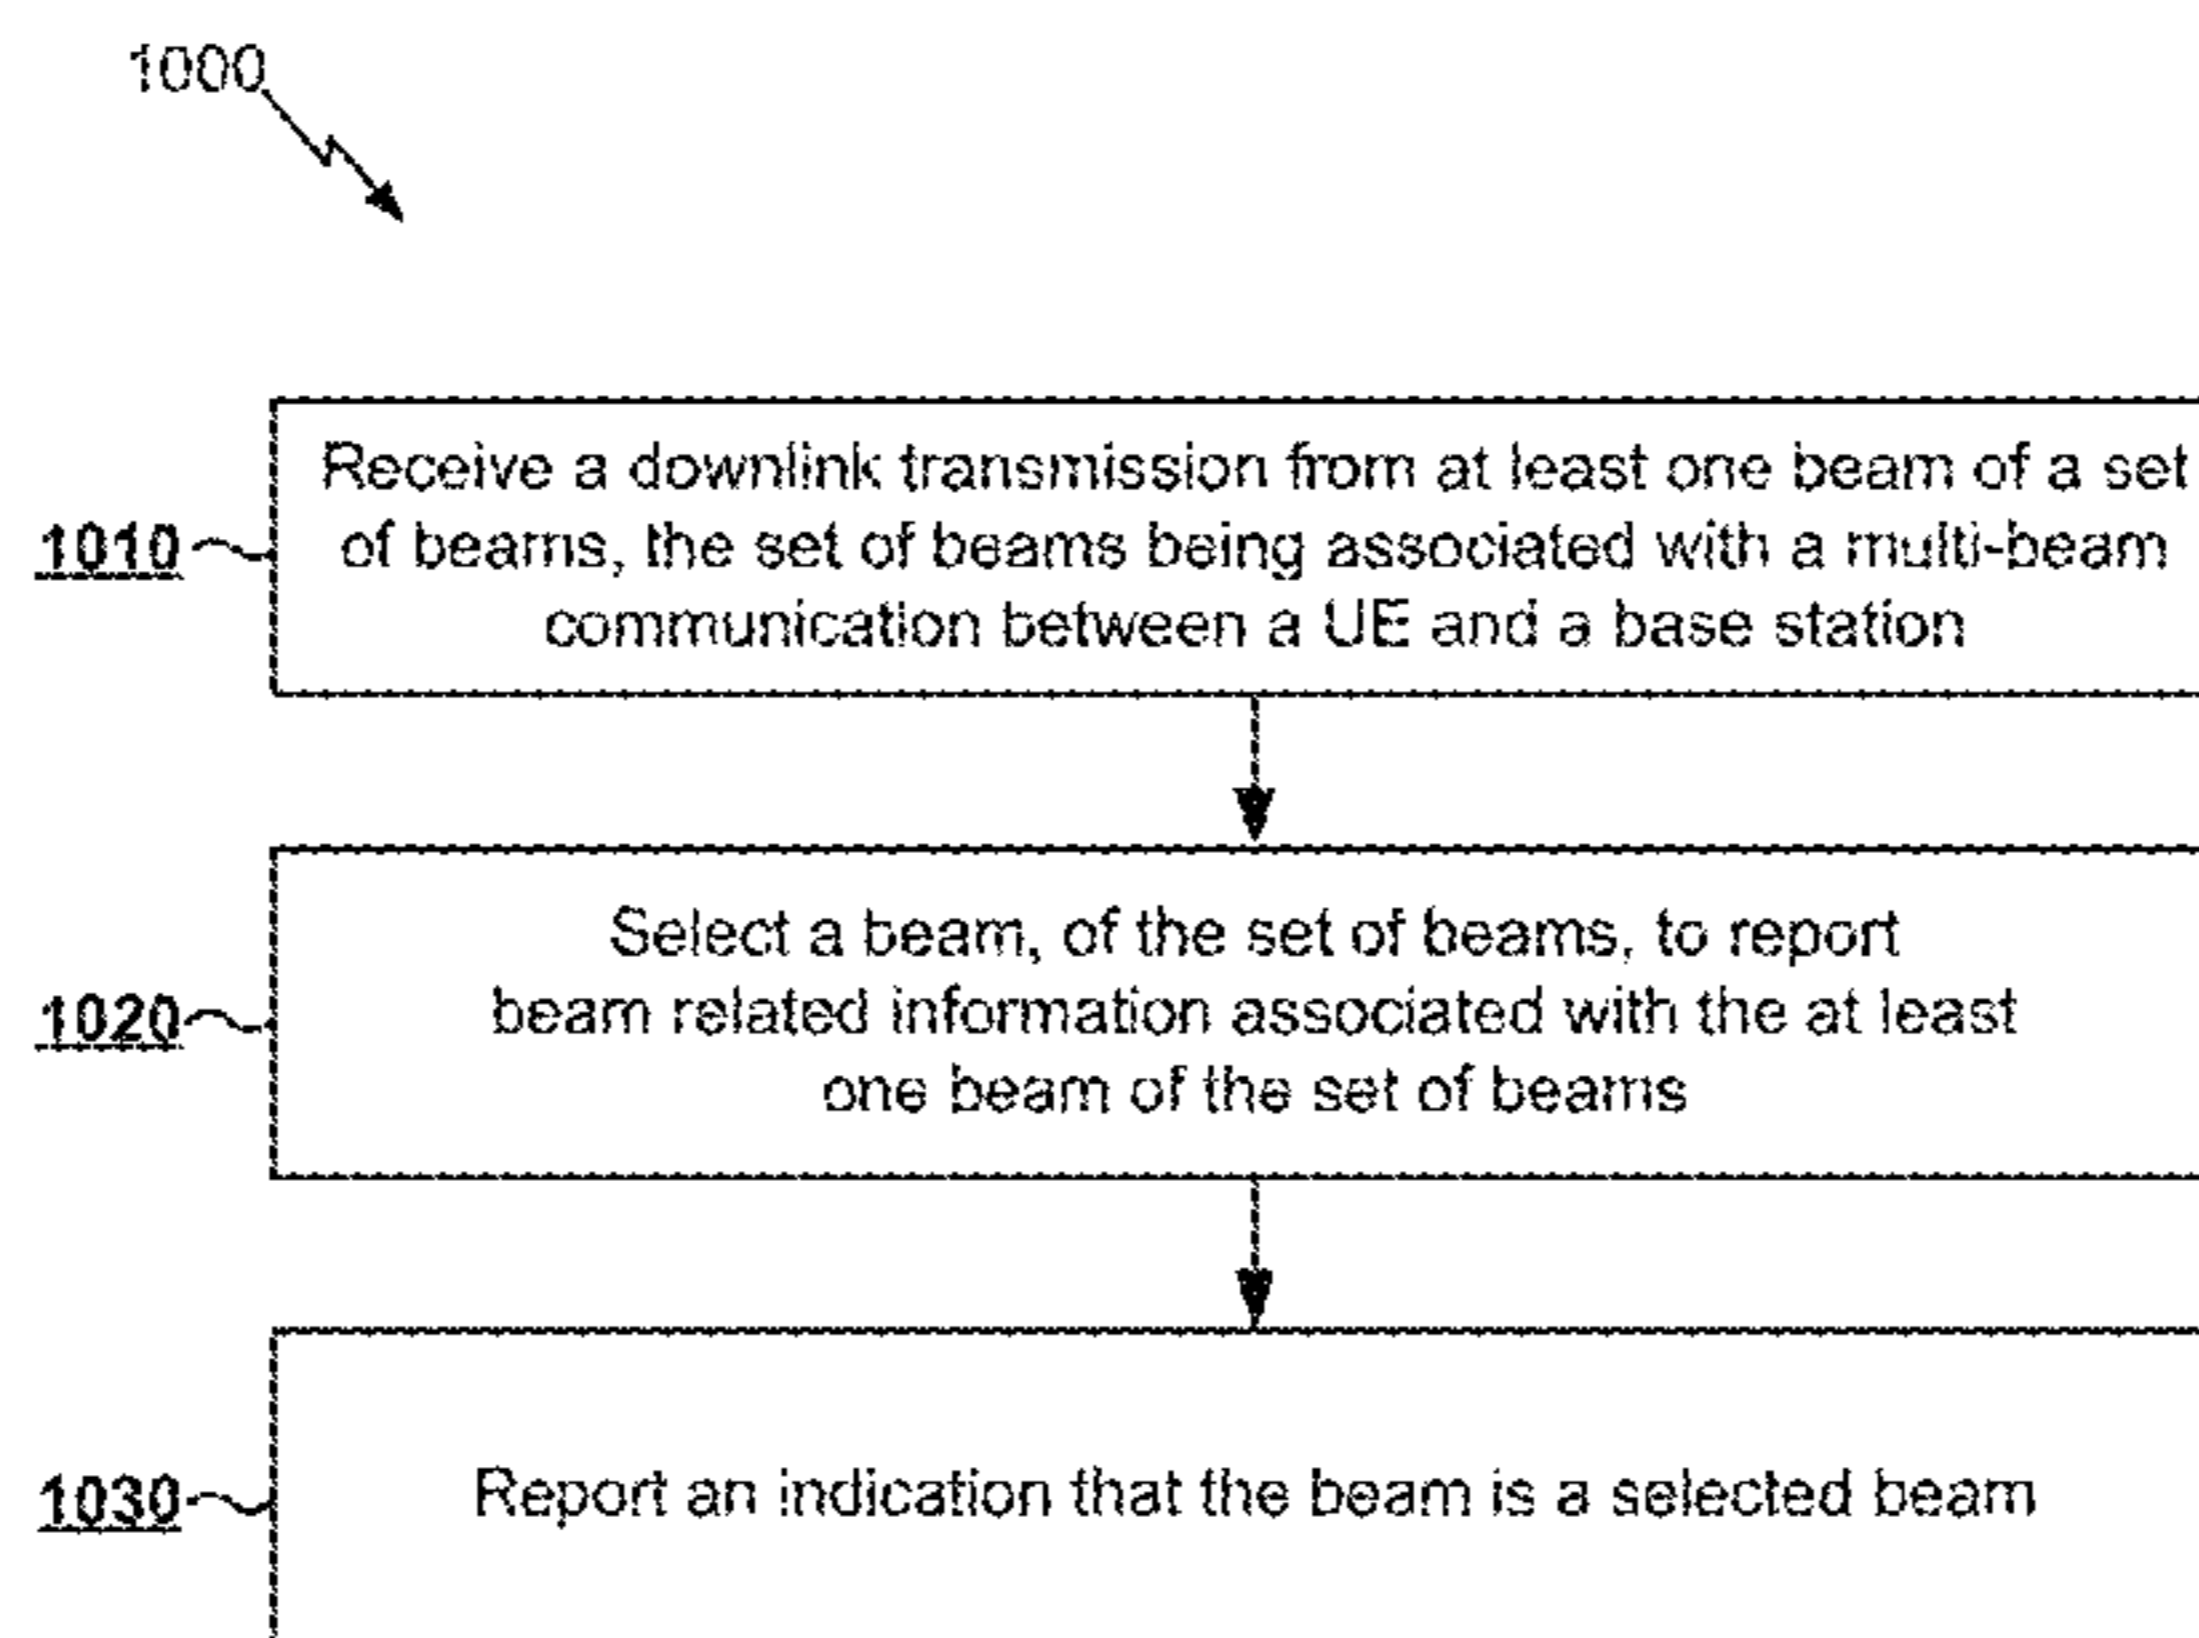 1000
Receive a downlink transmission from at least one beam of a set
of beams, the set of beams being associated with a multi-beam
1010
communication between a UE and a base station
Select a beam, of the set of beams, to report
beam related information associated with the at least
1020
one beam of the set of beams
1030
Report an indication that the beam is a selected beam